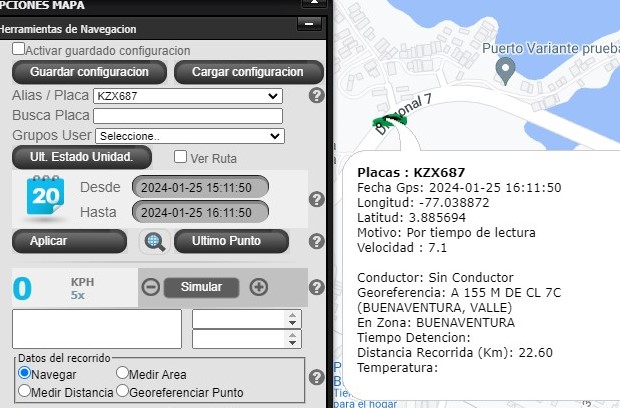 PCIONES MAPA
Herramientas de Navegacion
Activar guardado configuracion
Guardar configuracion
Cargar configuracion
Alias / Placa
KZX687
Busca Placa
Grupos User
Seleccione..
Ult. Estado Unidad.
Ver Ruta
20
Desde
2024-01-25 15:11:50
Hasta
2024-01-25 16:11:50
Aplicar
Ultimo Punto
0
KPH
5x
Simular
Datos del recorrido
Navegar
Medir Area
Medir Distancia
Georeferenciar Punto
Puerto Variante prueba
Diagonal 7
Placas : KZX687
Fecha Gps: 2024-01-25 16:11:50
Longitud: -77.038872
Latitud: 3.885694
Motivo: Por tiempo de lectura
Velocidad : 7.1
Conductor: Sin Conductor
Georeferencia: A 155 M DE CL 7C
(BUENAVENTURA, VALLE)
En Zona: BUENAVENTURA
Tiempo Detencion:
Distancia Recorrida (Km): 22.60
Temperatura:
para el hogar